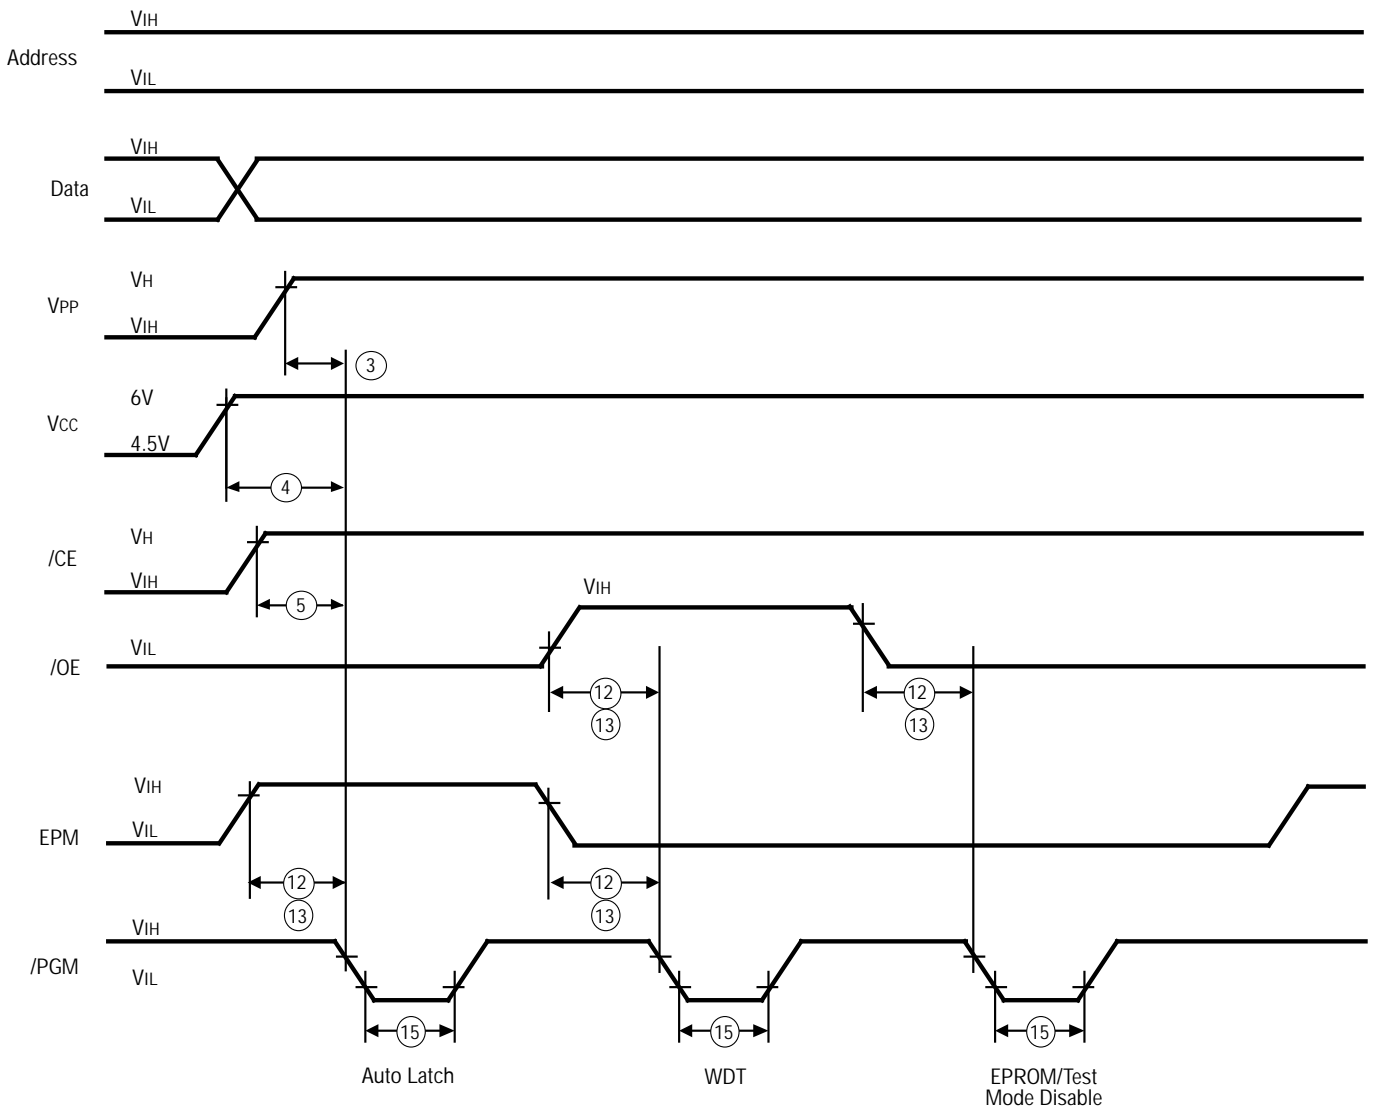 VIH
Address
VIL
VIH
Data
VIL
VH
VPP
VIH
3
6V
VCC
4.5V
4
VH
/CE
VIH
5
VIH
VIL
/OE
12 12
13 13
VIH
EPM
VIL
12 12
13 13
VIH
/PGM
VIL
15 15 15
Auto Latch WDT EPROM/Test
Mode Disable